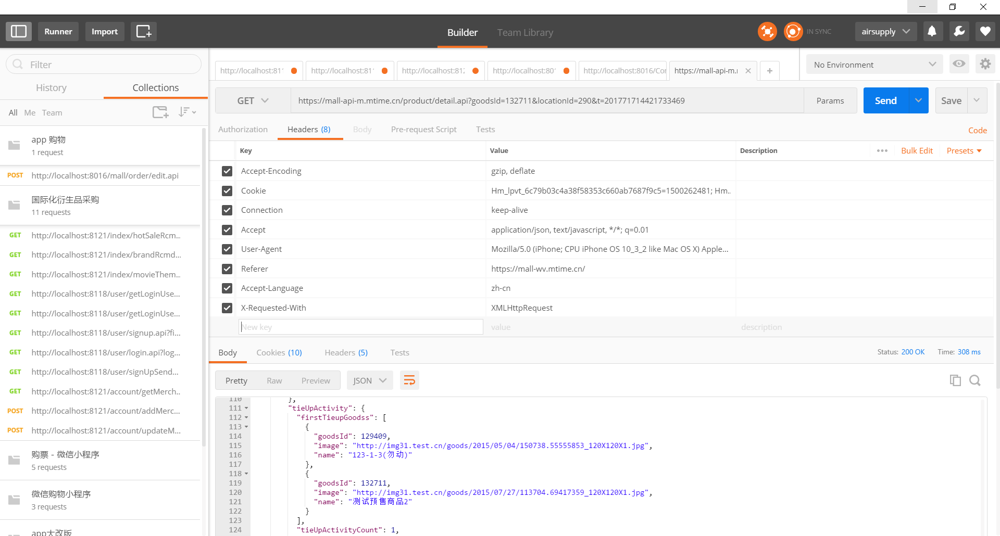 Runner
Import
Builder
Team Library
IN SYNC
airsupply
Filter
History
Collections
All Me Team
app 购物
1 request
POST http://localhost:8016/mall/order/edit.api
国际化衍生品采购
11 requests
GET http://localhost:8121/index/hotSaleRcm...
GET http://localhost:8121/index/brandRcmd...
GET http://localhost:8121/index/movieThem...
GET http://localhost:8118/user/getLoginUse...
GET http://localhost:8118/user/getLoginUse...
GET http://localhost:8118/user/signup.api?fi...
GET http://localhost:8118/user/login.api?log...
GET http://localhost:8118/user/signUpSend...
GET http://localhost:8121/account/getMerch..
POST http://localhost:8121/account/addMerc...
POST http://localhost:8121/account/updateM...
购票 - 微信小程序
5 requests
微信购物小程序
3 requests
app大改版
http://localhost:811
http://localhost:811
http://localhost:812
http://localhost:801
http://localhost:8016/Cor
https://mall-api-m.
No Environment
GET https://mall-api-m.mtime.cn/product/detail.api?goodsId=132711&locationId=290&t=201771714421733469 Params Send Save
Authorization Headers (8) Body Pre-request Script Tests Code
Key Value Description ••• Bulk Edit Presets
Accept-Encoding gzip, deflate
Cookie Hm_lpvt_6c79b03c4a38f58353c660ab7687f9c5=1500262481; Hm..
Connection keep-alive
Accept application/json, text/javascript, */*; q=0.01
User-Agent Mozilla/5.0 (iPhone; CPU iPhone OS 10_3_2 like Mac OS X) Apple...
Referer https://mall-wv.mtime.cn/
Accept-Language zh-cn
X-Requested-With XMLHttpRequest
New key value description
Body Cookies (10) Headers (5) Tests Status: 200 OK Time: 308 ms
Pretty Raw Preview JSON
110 },
111 "tieUpActivity": {
112 "firstTieupGoodss": [
113 {
114 "goodsId": 129409,
115 "image": "http://img31.test.cn/goods/2015/05/04/150738.55555853_120X120X1.jpg",
116 "name": "123-1-3(勿动)"
117 },
118 {
119 "goodsId": 132711,
120 "image": "http://img31.test.cn/goods/2015/07/27/113704.69417359_120X120X1.jpg",
121 "name": "测试预售商品2"
122 }
123 ],
124 "tieUpActivityCount": 1,